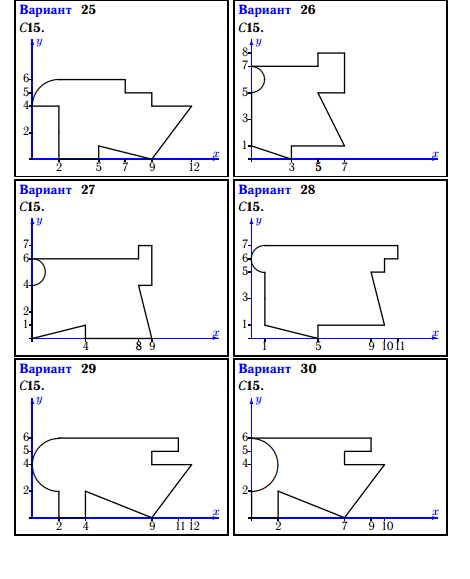 Вариант 25
C15.
y
6
5
4
2
2 5 7 9 12
x
Вариант 26
C15.
y
8
7
5
3
1
3 5 7
x
Вариант 27
C15.
y
7
6
4
2
1
4 8 9
x
Вариант 28
C15.
y
7
6
5
3
1
1 5 9 10 11
x
Вариант 29
C15.
y
6
5
4
2
2 4 9 11 12
x
Вариант 30
C15.
y
6
5
4
2
2 7 9 10
x